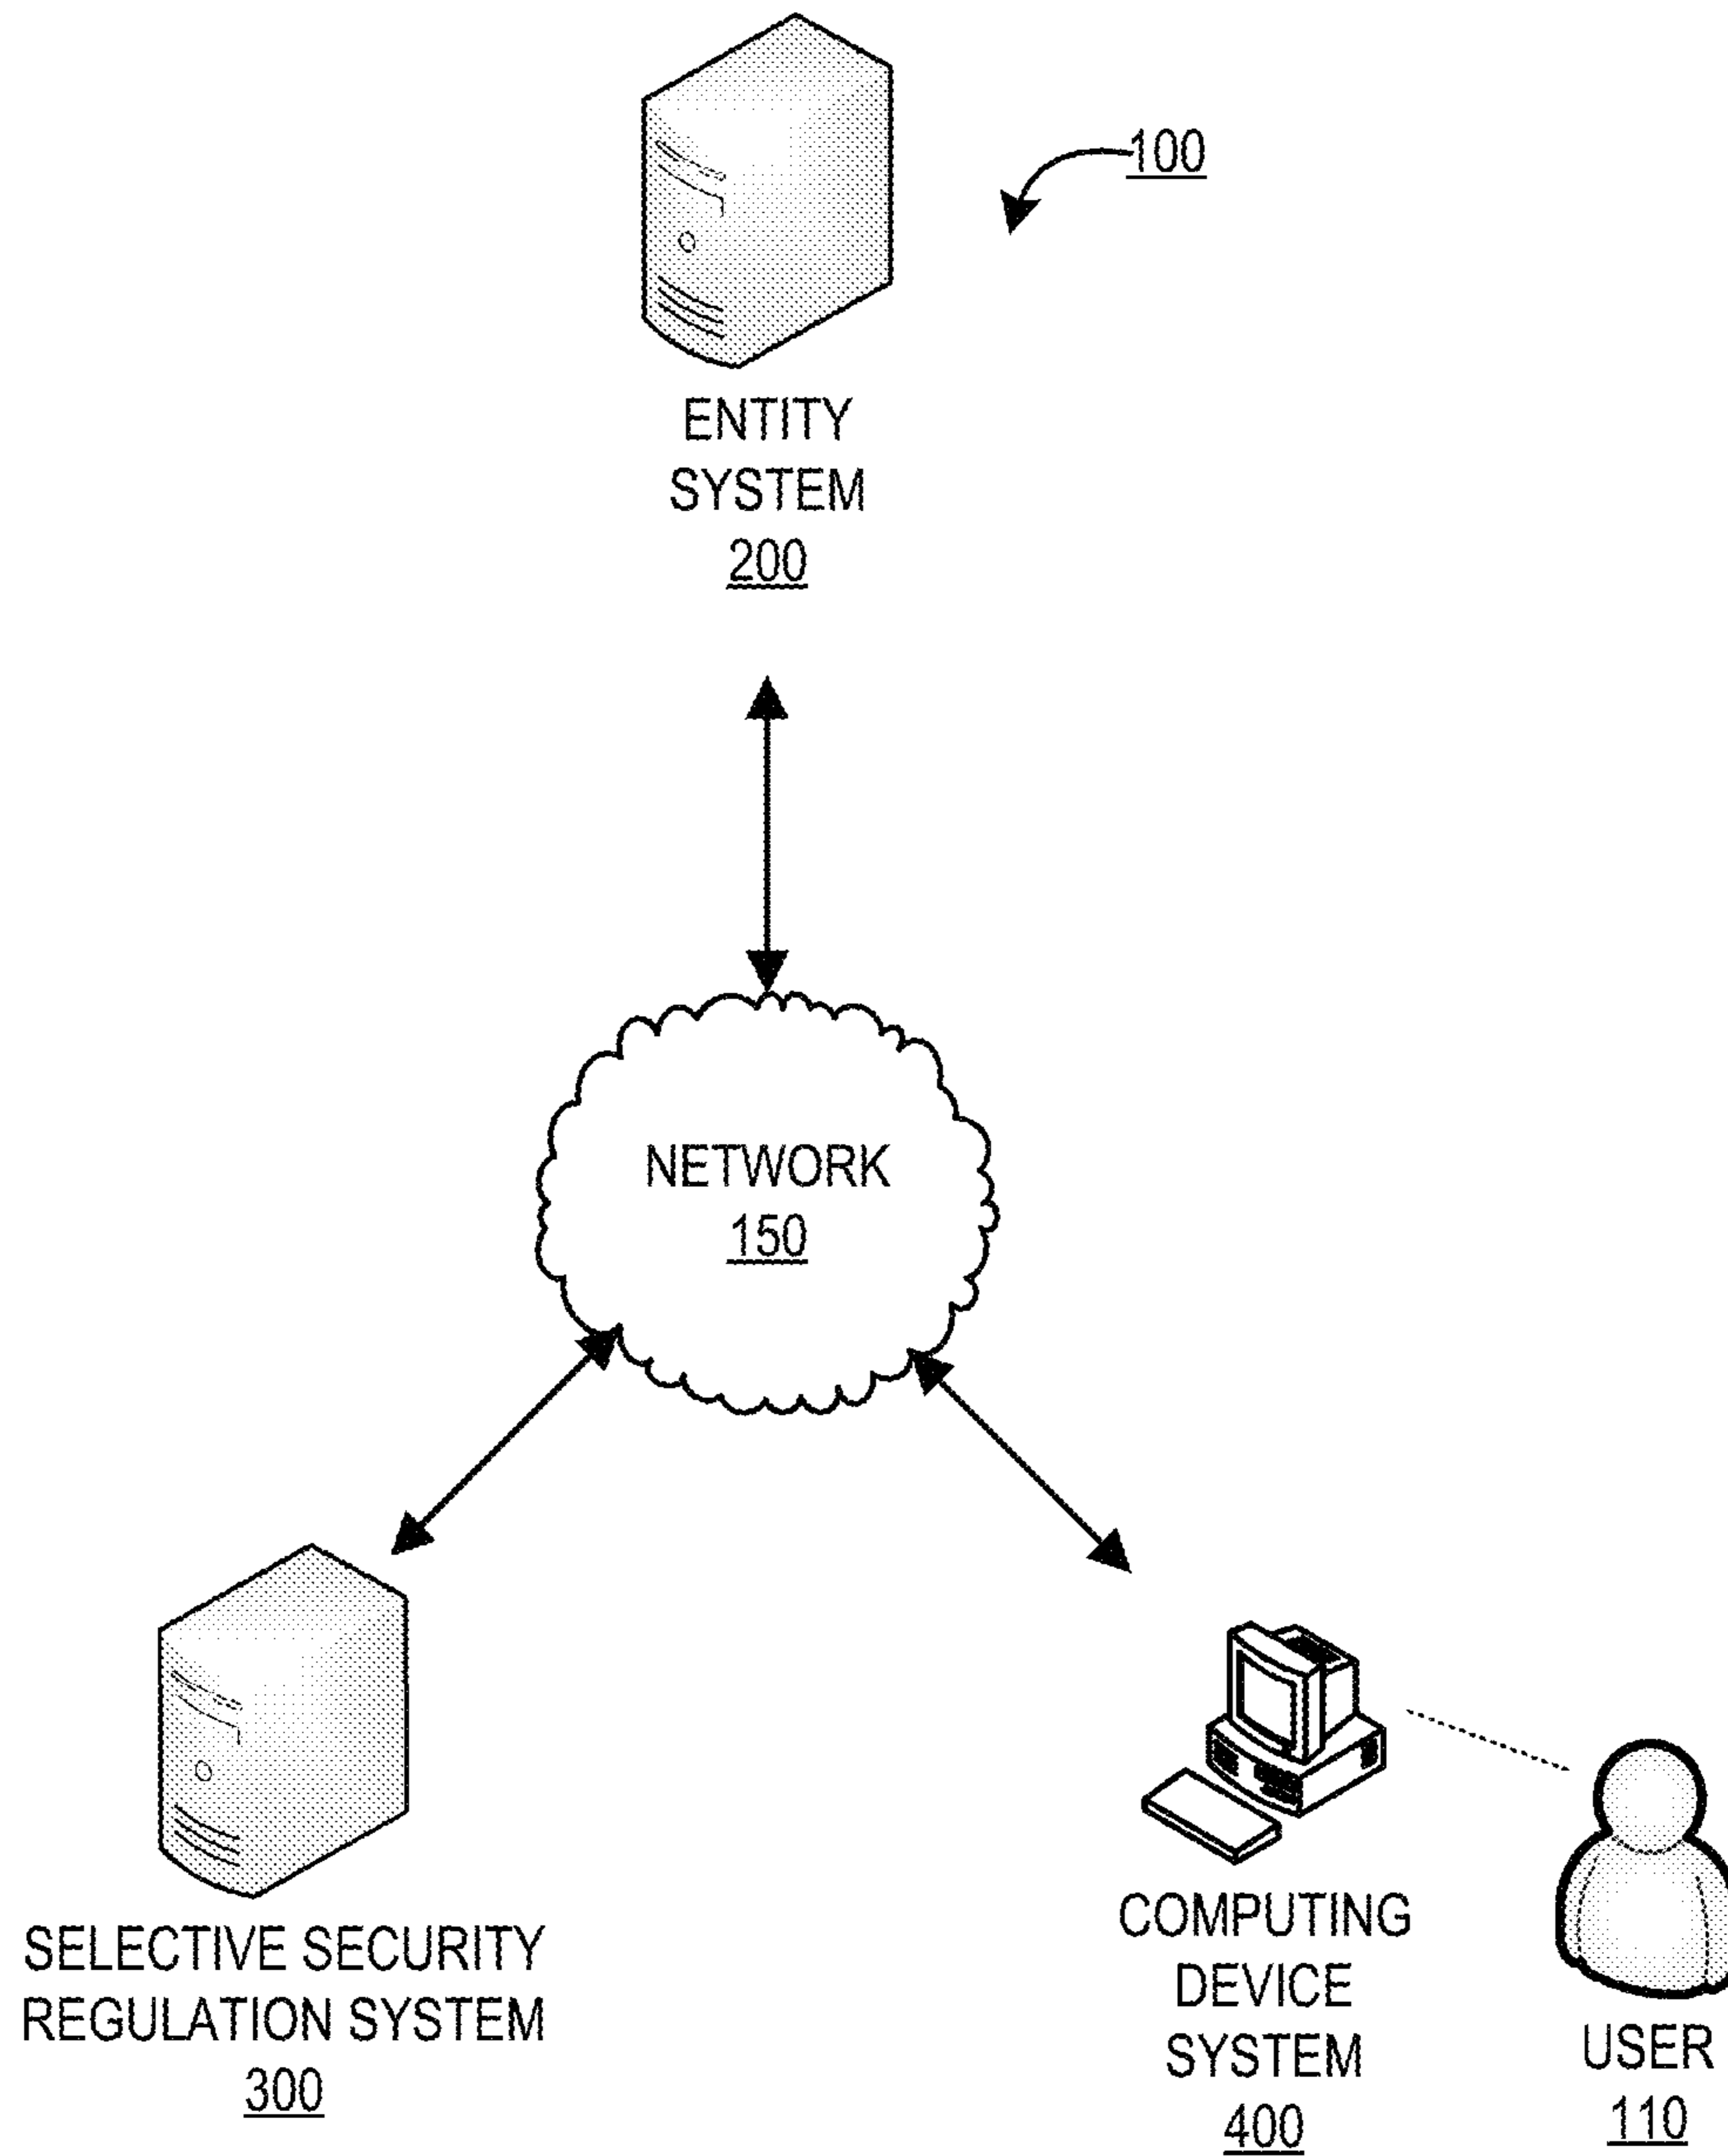 100
ENTITY
SYSTEM
200
NETWORK
150
SELECTIVE SECURITY
REGULATION SYSTEM
300
COMPUTING
DEVICE
SYSTEM
400
USER
110